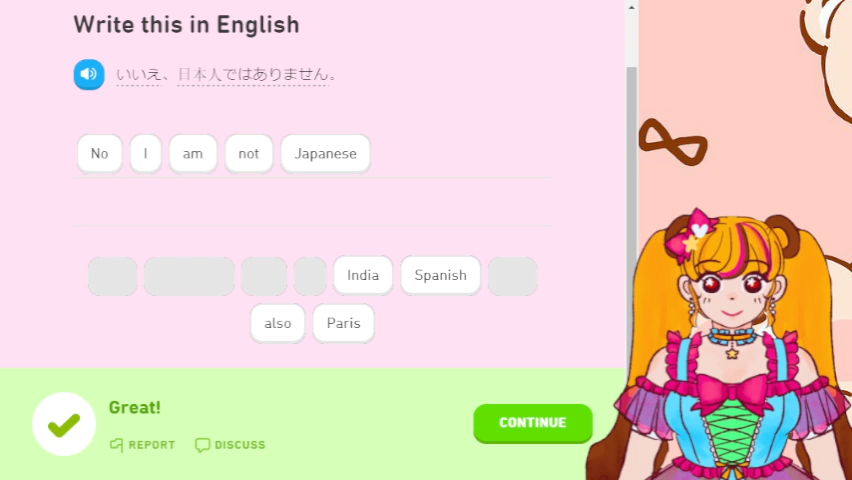 Write this in English
いいえ、日本人ではありません。
No I am not Japanese
India Spanish
also Paris
Great!
REPORT DISCUSS
CONTINUE